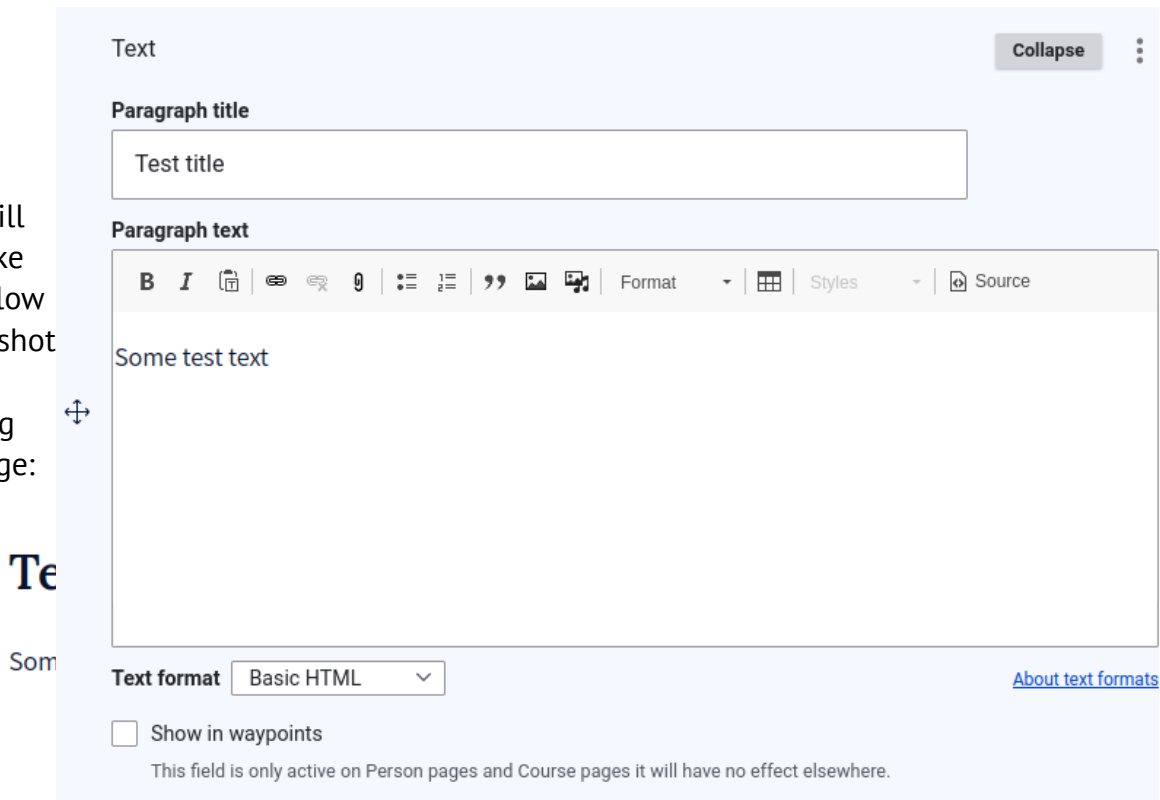 Text
Collapse
Paragraph title
Test title
Paragraph text
B I Format Styles Source
Some test text
Text format Basic HTML About text formats
Show in waypoints
This field is only active on Person pages and Course pages it will have no effect elsewhere.